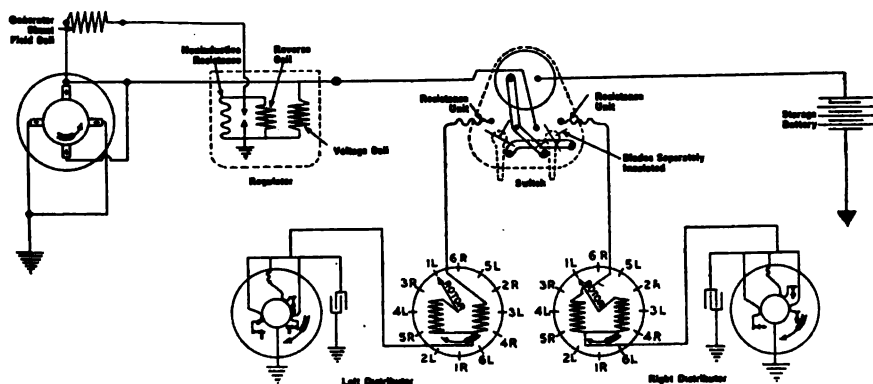 Generator
Shunt
Field Coil
Noninductive
Resistance
Reverse
Coil
Voltage Coil
Regulator
Resistance
Unit
Resistance
Unit
Blades Separately
Insulated
Switch
Storage
Battery
1L 6R 5L 2R 3L 4R 6L 1R 2L 5R 4L 3R
ROTOR
Left Distributor
1L 6R 5L 2R 3L 4R 6L 1R 2L 5R 4L 3R
ROTOR
Right Distributor